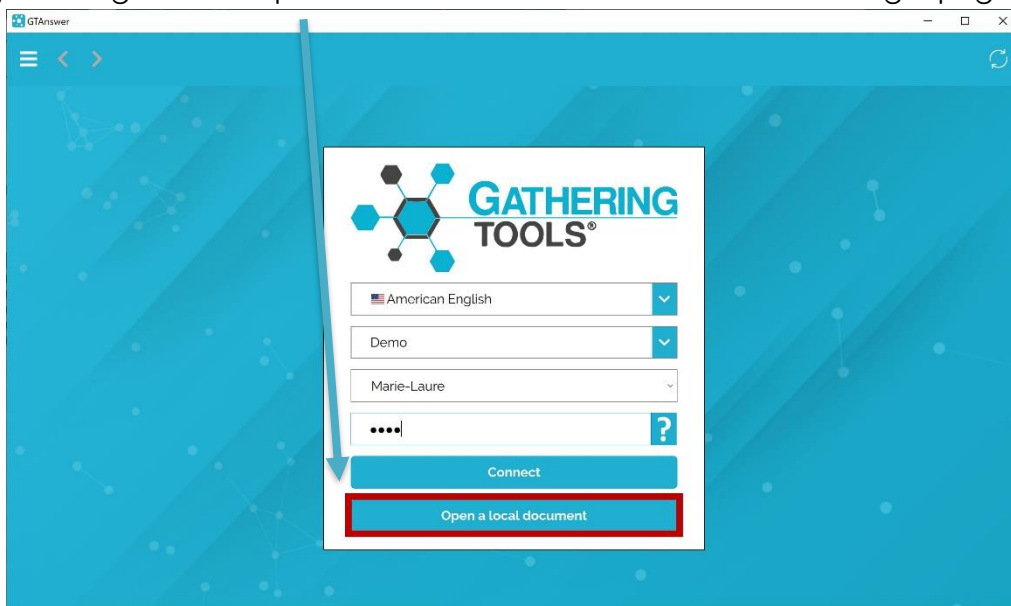 GTAnswer
GATHERING
TOOLS®
American English
Demo
Marie-Laure
••••
?
Connect
Open a local document